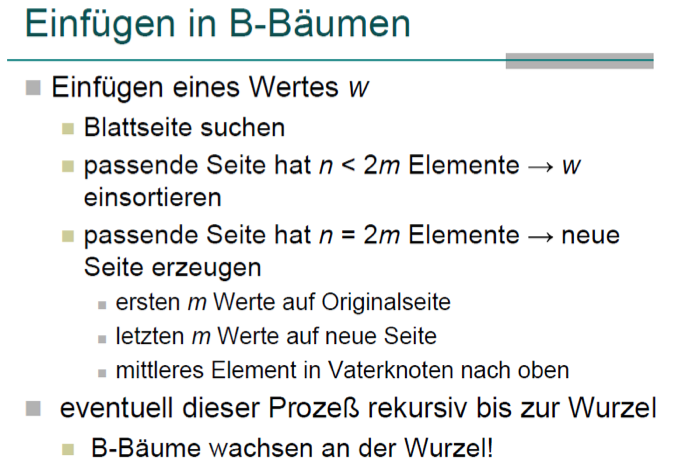 Einfügen in B-Bäumen
Einfügen eines Wertes w
Blattseite suchen
passende Seite hat n < 2m Elemente → w
einsortieren
passende Seite hat n = 2m Elemente → neue
Seite erzeugen
ersten m Werte auf Originalseite
letzten m Werte auf neue Seite
mittleres Element in Vaterknoten nach oben
eventuell dieser Prozeß rekursiv bis zur Wurzel
B-Bäume wachsen an der Wurzel!